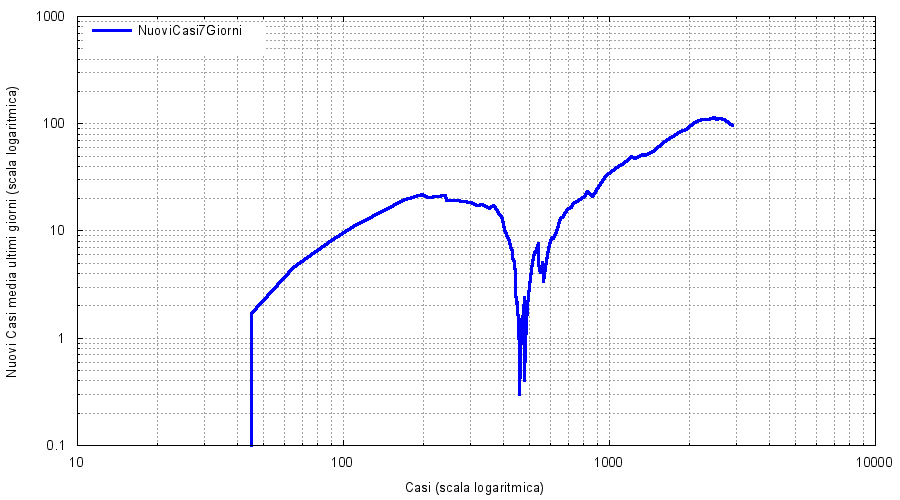 1000
NuoviCasi7Giorni
100
10
1
0.1
10 100 1000 10000
Nuovi Casi media ultimi giorni (scala logaritmica)
Casi (scala logaritmica)